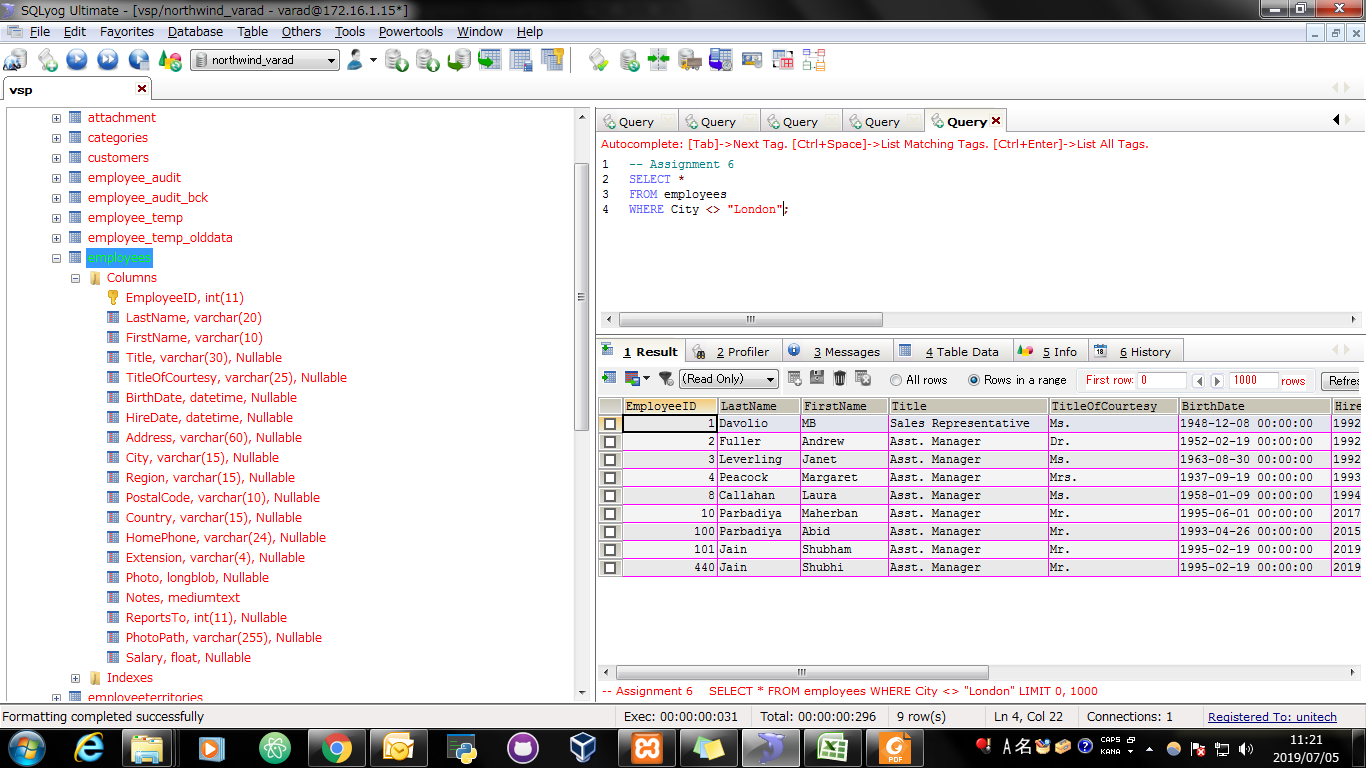 SQLyog Ultimate - [vsp/northwind_varad - varad@172.16.1.15*]
File Edit Favorites Database Table Others Tools Powertools Window Help
northwind_varad
vsp
attachment
categories
customers
employee_audit
employee_audit_bck
employee_temp
employee_temp_olddata
employees
Columns
EmployeeID, int(11)
LastName, varchar(20)
FirstName, varchar(10)
Title, varchar(30), Nullable
TitleOfCourtesy, varchar(25), Nullable
BirthDate, datetime, Nullable
HireDate, datetime, Nullable
Address, varchar(60), Nullable
City, varchar(15), Nullable
Region, varchar(15), Nullable
PostalCode, varchar(10), Nullable
Country, varchar(15), Nullable
HomePhone, varchar(24), Nullable
Extension, varchar(4), Nullable
Photo, longblob, Nullable
Notes, mediumtext
ReportsTo, int(11), Nullable
PhotoPath, varchar(255), Nullable
Salary, float, Nullable
Indexes
employeeterritories
Query Query Query Query Query
Autocomplete: [Tab]->Next Tag. [Ctrl+Space]->List Matching Tags. [Ctrl+Enter]->List All Tags.
1 -- Assignment 6
2 SELECT *
3 FROM employees
4 WHERE City <> "London";
1 Result 2 Profiler 3 Messages 4 Table Data 5 Info 6 History
(Read Only) All rows Rows in a range First row: 0 1000 rows Refres
EmployeeID LastName FirstName Title TitleOfCourtesy BirthDate Hire
1 Davolio MB Sales Representative Ms. 1948-12-08 00:00:00 1992
2 Fuller Andrew Asst. Manager Dr. 1952-02-19 00:00:00 1992
3 Leverling Janet Asst. Manager Ms. 1963-08-30 00:00:00 1992
4 Peacock Margaret Asst. Manager Mrs. 1937-09-19 00:00:00 1993
8 Callahan Laura Asst. Manager Ms. 1958-01-09 00:00:00 1994
10 Parbadiya Maherban Asst. Manager Mr. 1995-06-01 00:00:00 2017
100 Parbadiya Abid Asst. Manager Mr. 1993-04-26 00:00:00 2015
101 Jain Shubham Asst. Manager Mr. 1995-02-19 00:00:00 2019
440 Jain Shubhi Asst. Manager Mr. 1995-02-19 00:00:00 2019
-- Assignment 6 SELECT * FROM employees WHERE City <> "London" LIMIT 0, 1000
Formatting completed successfully Exec: 00:00:00:031 Total: 00:00:00:296 9 row(s) Ln 4, Col 22 Connections: 1 Registered To: unitech
PDF
A 名 CAPS KANA
11:21
2019/07/05